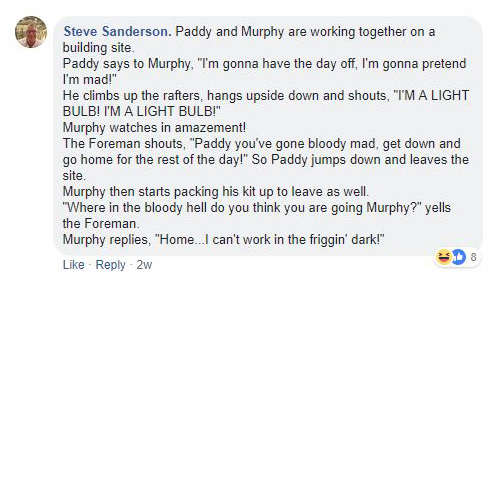 Steve Sanderson. Paddy and Murphy are working together on a
building site.
Paddy says to Murphy, "I'm gonna have the day off, I'm gonna pretend
I'm mad!"
He climbs up the rafters, hangs upside down and shouts, "I'M A LIGHT
BULB! I'M A LIGHT BULB!"
Murphy watches in amazement!
The Foreman shouts, "Paddy you've gone bloody mad, get down and
go home for the rest of the day!" So Paddy jumps down and leaves the
site.
Murphy then starts packing his kit up to leave as well.
"Where in the bloody hell do you think you are going Murphy?" yells
the Foreman.
Murphy replies, "Home...I can't work in the friggin' dark!"
8
Like · Reply · 2w